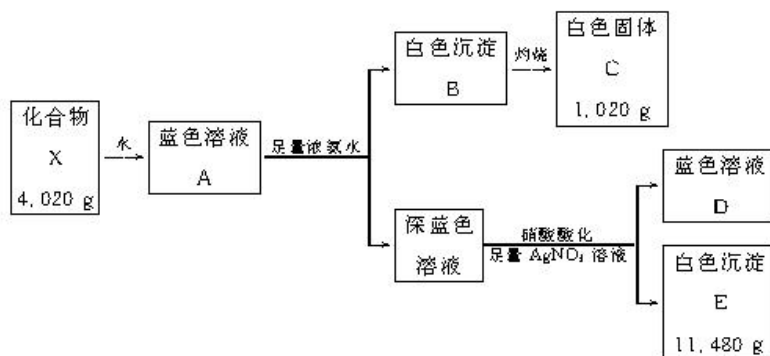 化合物
X
4,020 g
水
蓝色溶液
A
足量浓氨水
白色沉淀
B
灼烧
白色固体
C
1,020 g
深蓝色
溶液
硝酸酸化
足量 AgNO₃ 溶液
蓝色溶液
D
白色沉淀
E
11,480 g